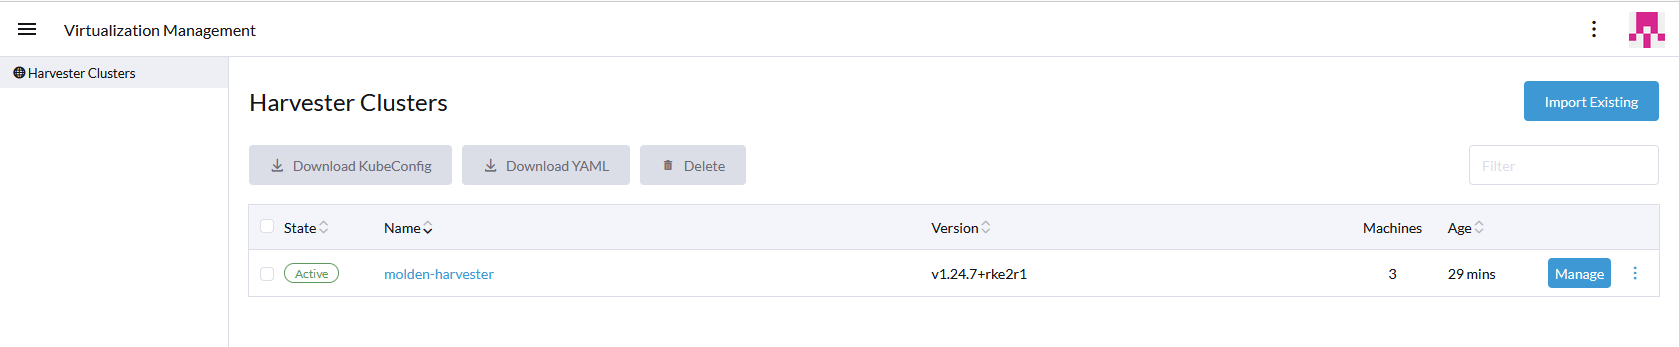 Virtualization Management
Harvester Clusters
Harvester Clusters
Import Existing
Download KubeConfig Download YAML Delete Filter
State Name Version Machines Age
Active molden-harvester v1.24.7+rke2r1 3 29 mins Manage